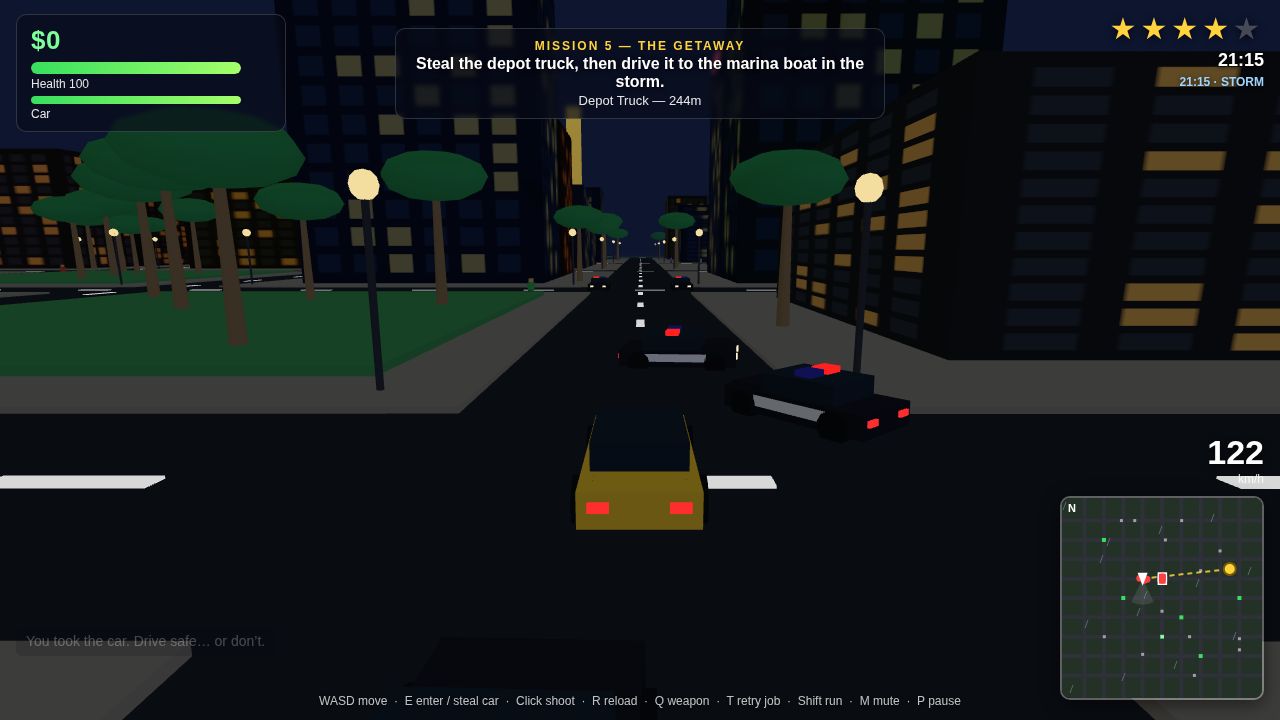 $0
Health 100
Car
MISSION 5 — THE GETAWAY
Steal the depot truck, then drive it to the marina boat in the
storm.
Depot Truck — 244m
★★★★★
21:15
21:15 · STORM
122
km/h
N
You took the car. Drive safe… or don't.
WASD move · E enter / steal car · Click shoot · R reload · Q weapon · T retry job · Shift run · M mute · P pause